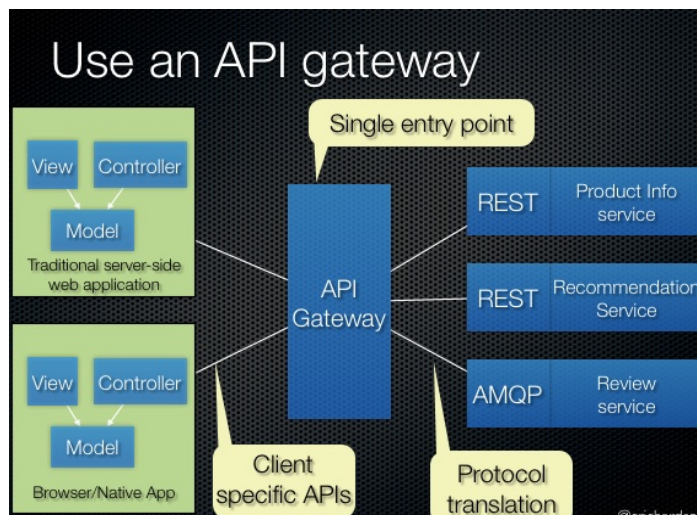 Use an API gateway
Single entry point
View
Controller
Model
Traditional server-side
web application
View
Controller
Model
Browser/Native App
API
Gateway
REST
Product Info
service
REST
Recommendation
Service
AMQP
Review
service
Client
specific APIs
Protocol
translation